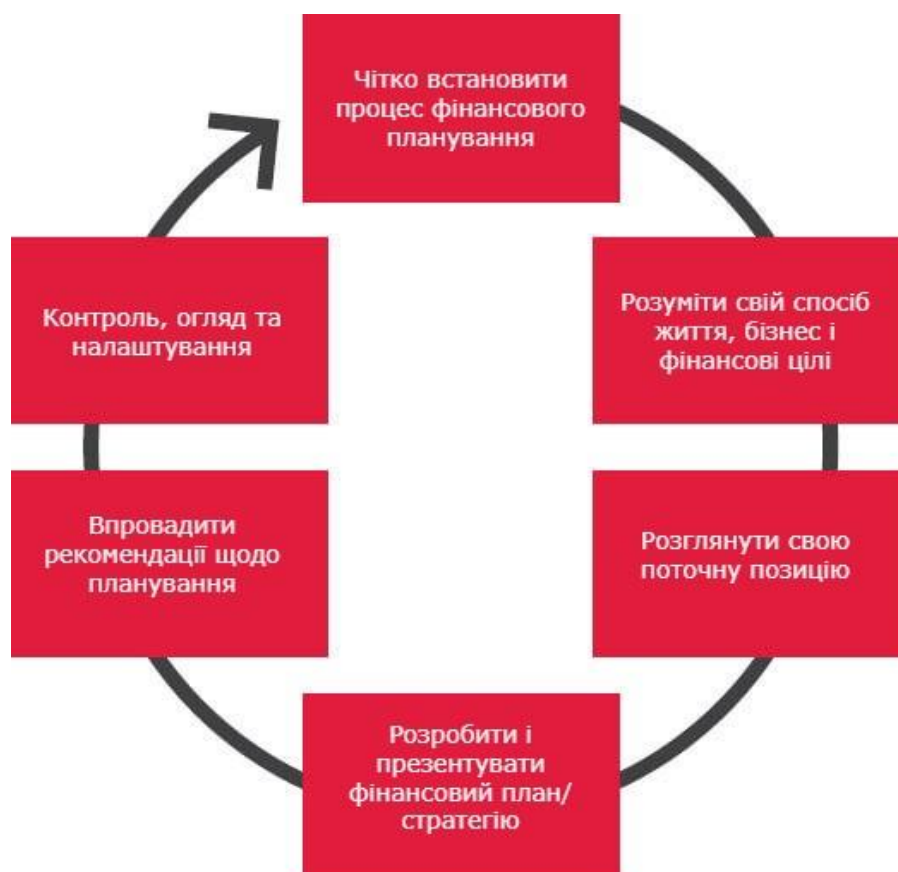 Чітко встановити
процес фінансового
планування
Розуміти свій спосіб
життя, бізнес і
фінансові цілі
Розглянути свою
поточну позицію
Розробити і
презентувати
фінансовий план/
стратегію
Впровадити
рекомендації щодо
планування
Контроль, огляд та
налаштування